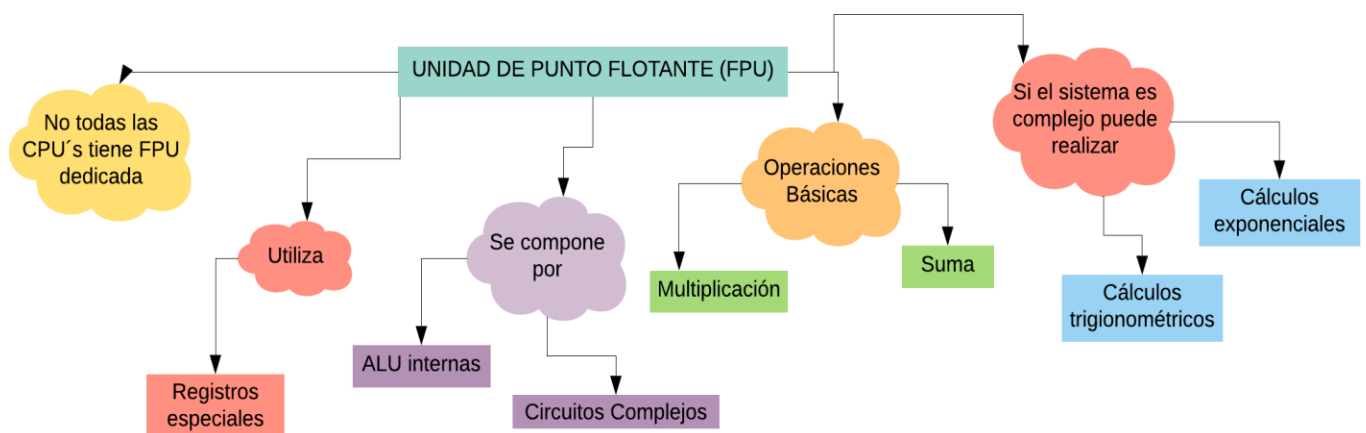 UNIDAD DE PUNTO FLOTANTE (FPU)
No todas las
CPU´s tiene FPU
dedicada
Utiliza
Registros
especiales
Se compone
por
ALU internas
Circuitos Complejos
Operaciones
Básicas
Multiplicación
Suma
Si el sistema es
complejo puede
realizar
Cálculos
trigionométricos
Cálculos
exponenciales